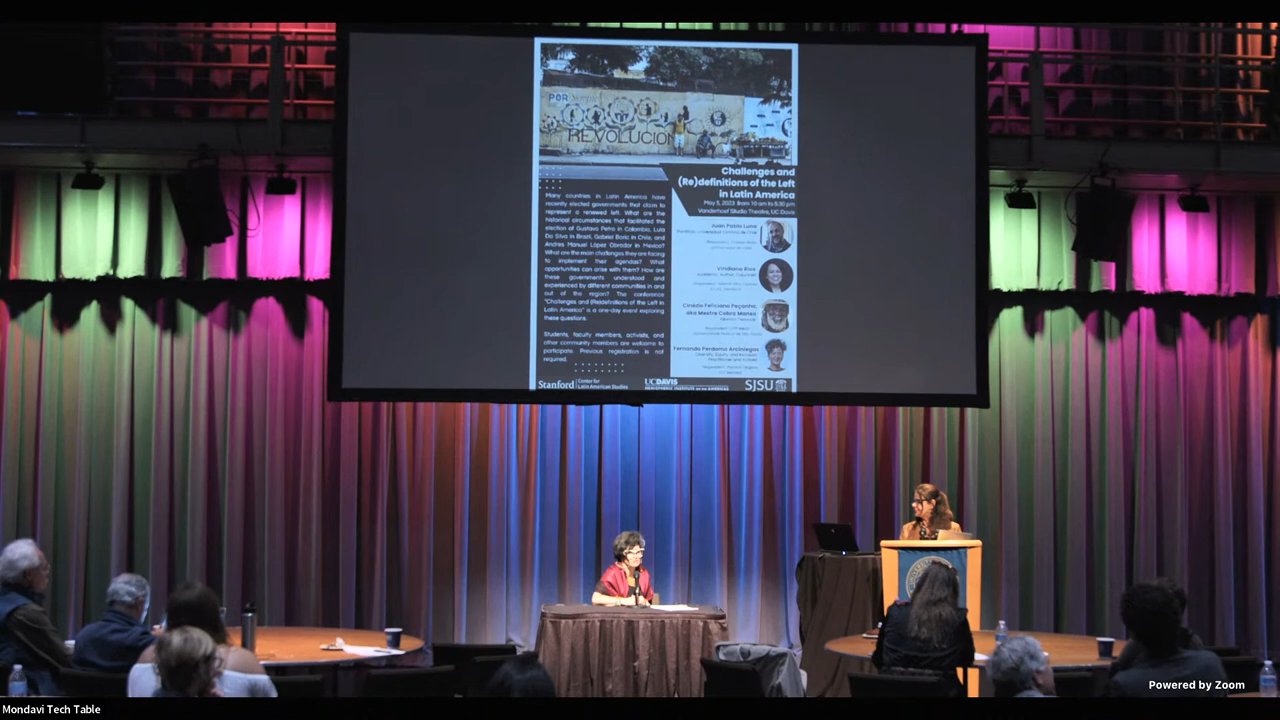 POR
REVOLUCION
Challenges and
(Re)definitions of the Left
in Latin America
May 5, 2023 9am 10 am to 5:30 pm
Vanderhoef Studio Theatre, UC Davis
Many countries in Latin America have
recently elected governments that claim to
represent a renewed left. What are the
historical circumstances that facilitated the
election of Gustavo Petro in Colombia, Lula
Da Silva in Brazil, Gabriel Boric in Chile, and
Andres Manuel López Obrador in Mexico?
What are the main challenges they are facing
to implement their agendas? What
opportunities can arise with them? How are
these governments understood and
experienced by different communities in and
out of the region? The conference
"Challenges and (Re)definitions of the Left in
Latin America" is a one-day event exploring
these questions.
Students, faculty members, activists, and
other community members are welcome to
participate. Previous registration is not
required.
Juan Pablo Luna
Viridiana Rios
Cinézio Feliciano Peçanha,
aka Mestre Cobra Mansa
Fernanda Perdomo Arciniegas
Stanford
Center for
Latin American Studies
UCDAVIS
HEMISPHERIC INSTITUTE ON THE AMERICAS
SJSU
Powered by Zoom
Mondavi Tech Table